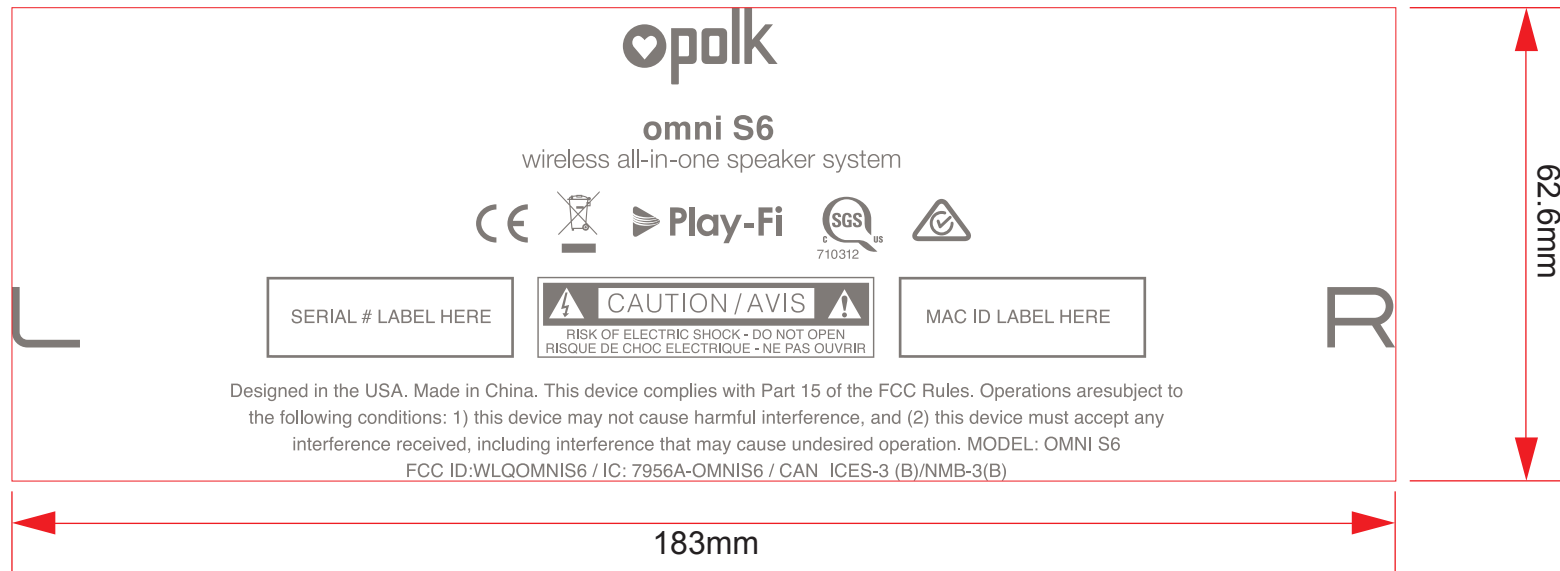 polk
omni S6
wireless all-in-one speaker system
CE Play-Fi SGS C US
710312
L R
SERIAL # LABEL HERE
CAUTION / AVIS
RISK OF ELECTRIC SHOCK - DO NOT OPEN
RISQUE DE CHOC ELECTRIQUE - NE PAS OUVRIR
MAC ID LABEL HERE
Designed in the USA. Made in China. This device complies with Part 15 of the FCC Rules. Operations aresubject to
the following conditions: 1) this device may not cause harmful interference, and (2) this device must accept any
interference received, including interference that may cause undesired operation. MODEL: OMNI S6
FCC ID:WLQOMNIS6 / IC: 7956A-OMNIS6 / CAN ICES-3 (B)/NMB-3(B)
62.6mm
183mm